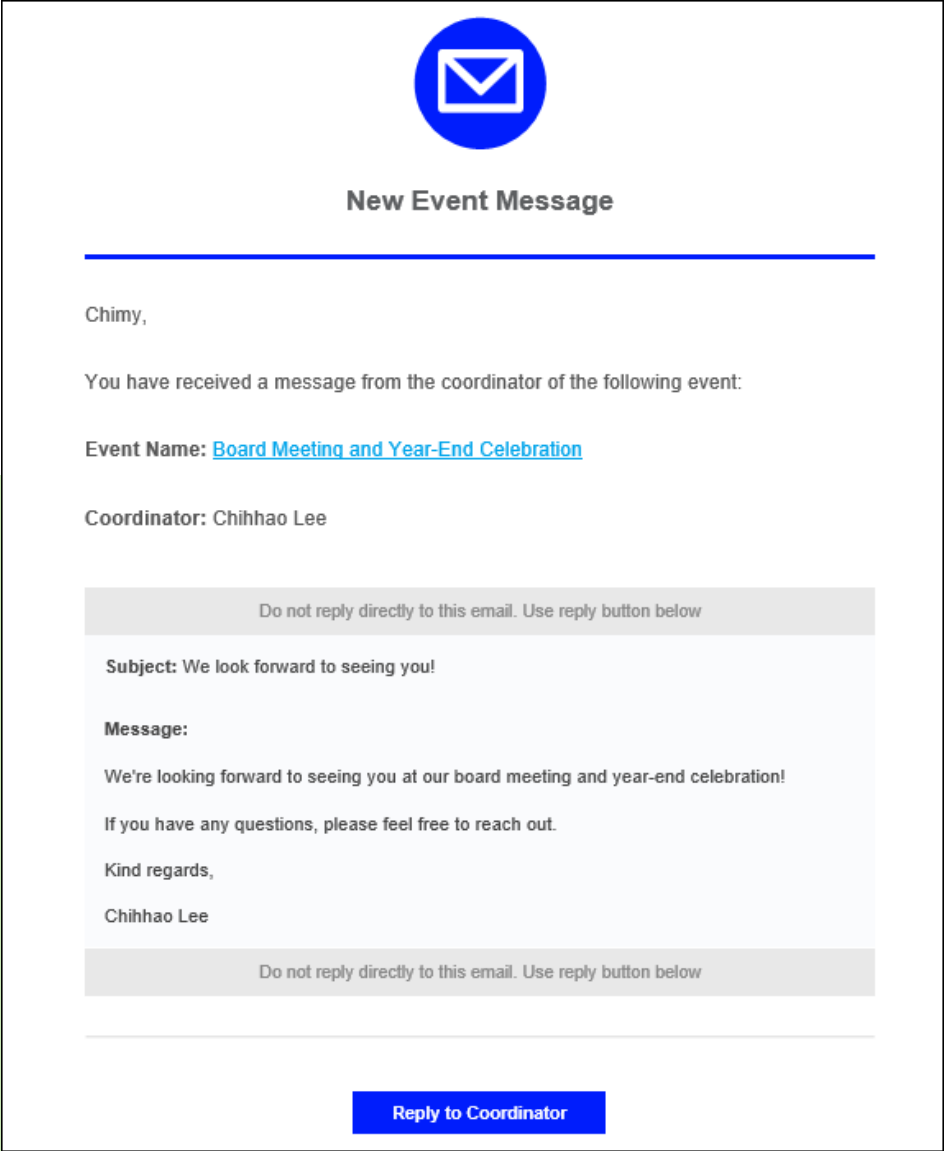 New Event Message
Chimy,
You have received a message from the coordinator of the following event:
Event Name: Board Meeting and Year-End Celebration
Coordinator: Chihhao Lee
Do not reply directly to this email. Use reply button below
Subject: We look forward to seeing you!
Message:
We're looking forward to seeing you at our board meeting and year-end celebration!
If you have any questions, please feel free to reach out.
Kind regards,
Chihhao Lee
Do not reply directly to this email. Use reply button below
Reply to Coordinator